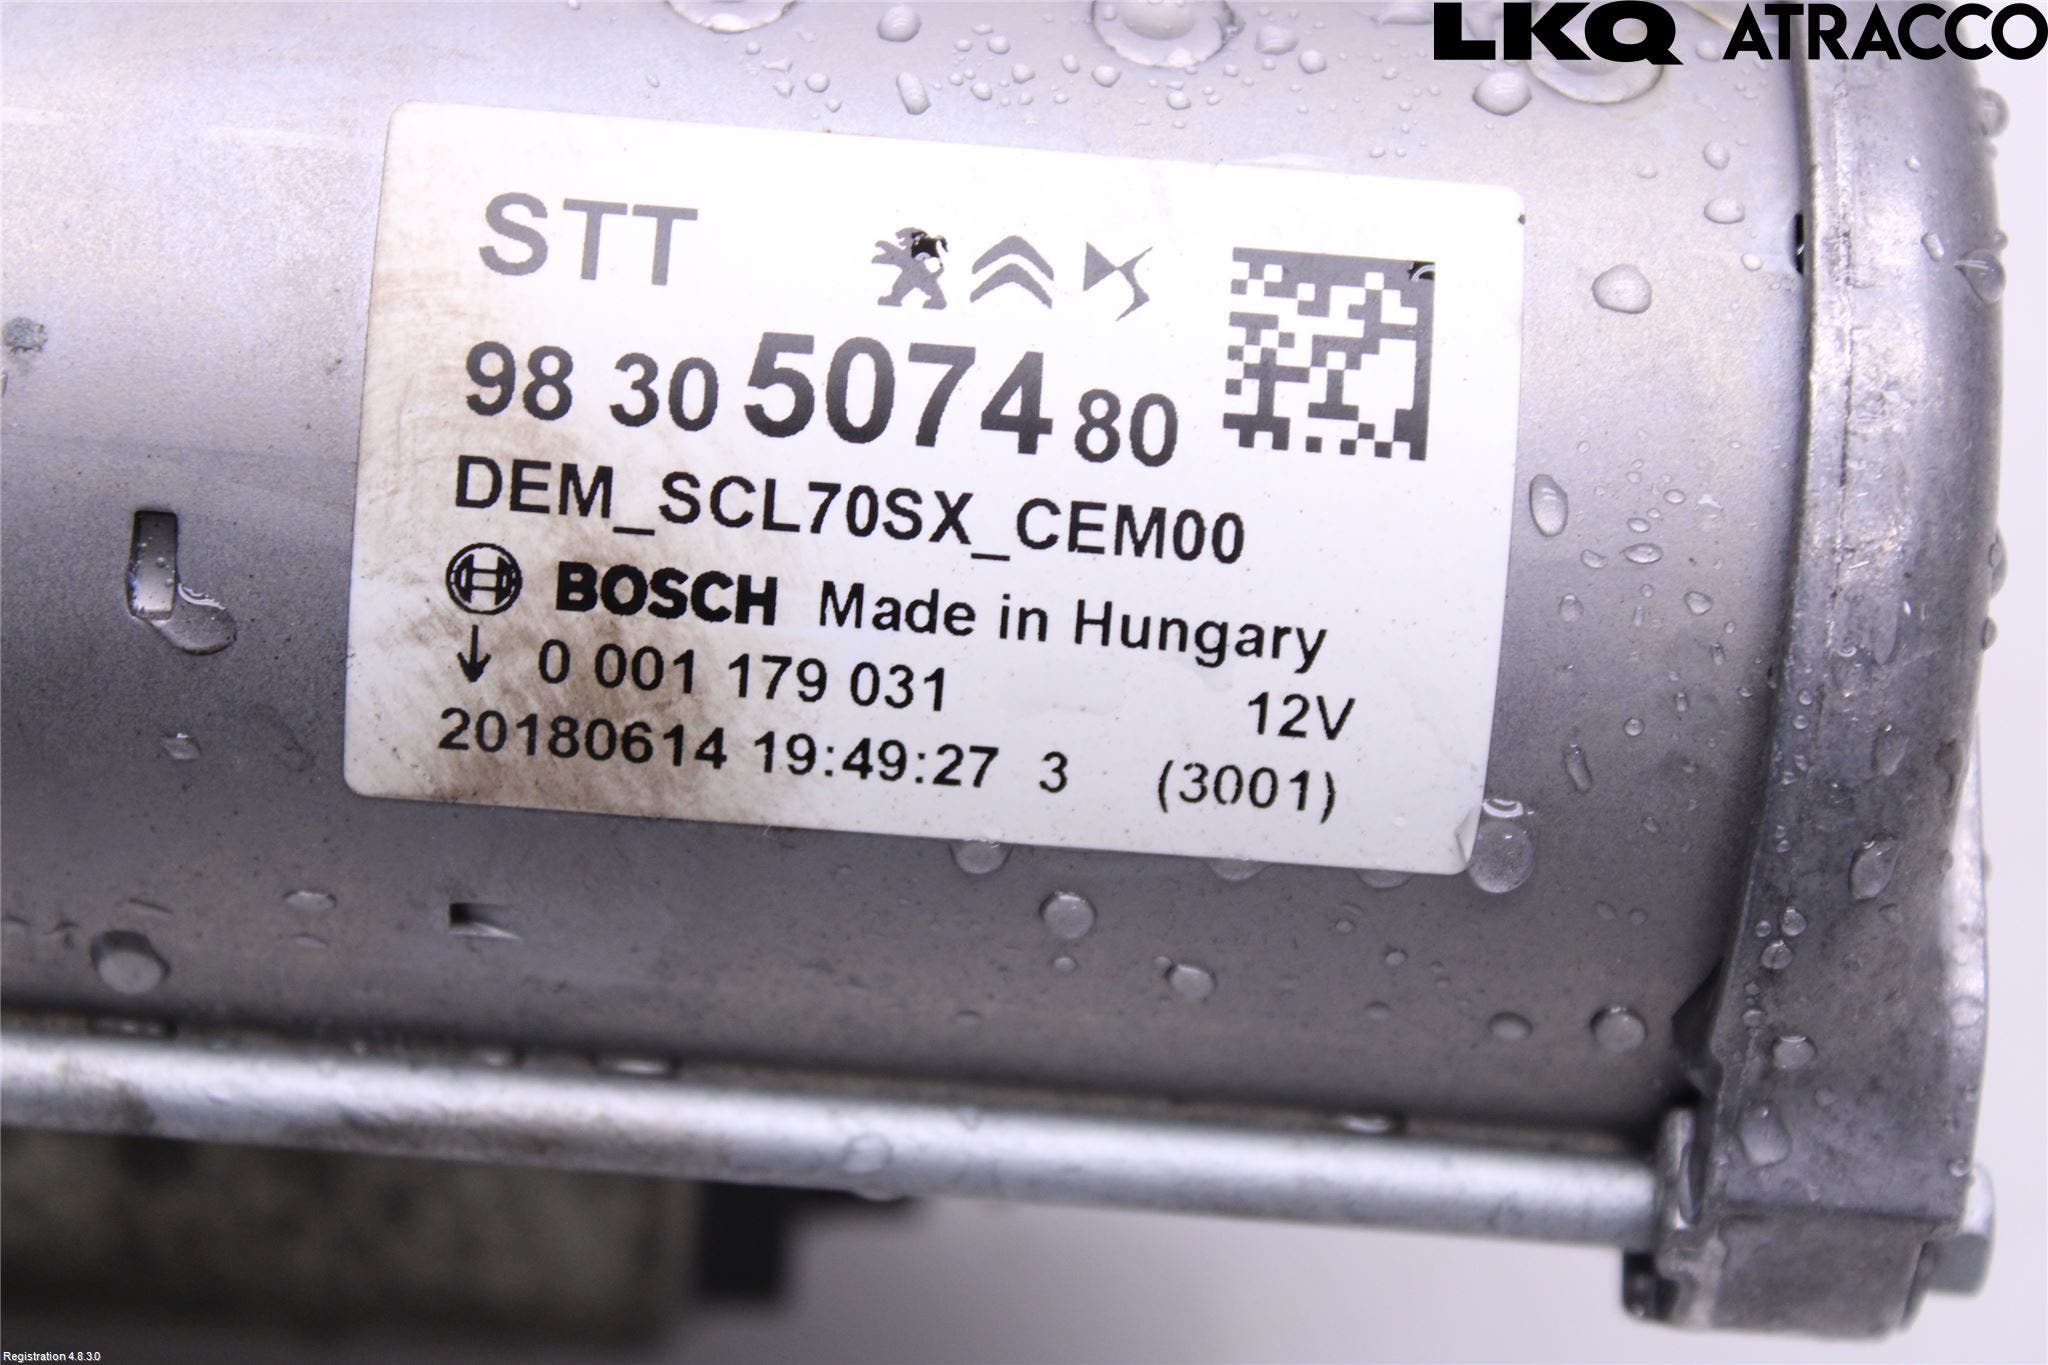 LKQ ATRACCO
STT
98 30 5074 80
DEM_SCL70SX_CEM00
BOSCH Made in Hungary
↓ 0 001 179 031 12V
20180614 19:49:27 3 (3001)
Registration 4.8.3.0